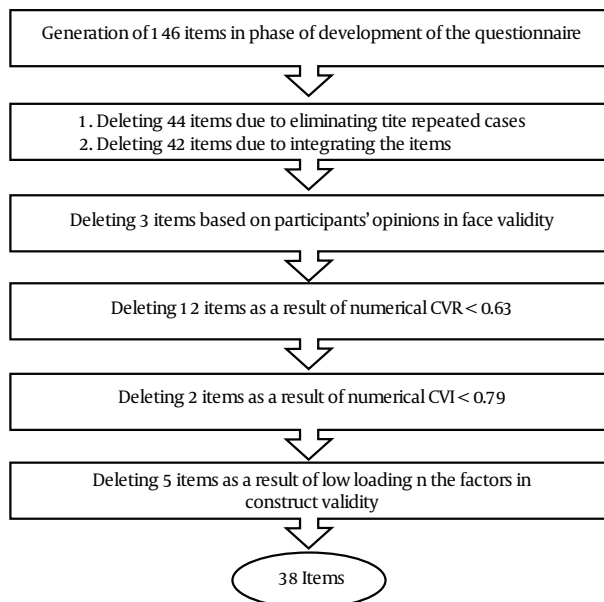 Generation of 146 items in phase of development of the questionnaire
1. Deleting 44 items due to eliminating tite repeated cases
2. Deleting 42 items due to integrating the items
Deleting 3 items based on participants' opinions in face validity
Deleting 12 items as a result of numerical CVR < 0.63
Deleting 2 items as a result of numerical CVI < 0.79
Deleting 5 items as a result of low loading n the factors in
construct validity
38 Items